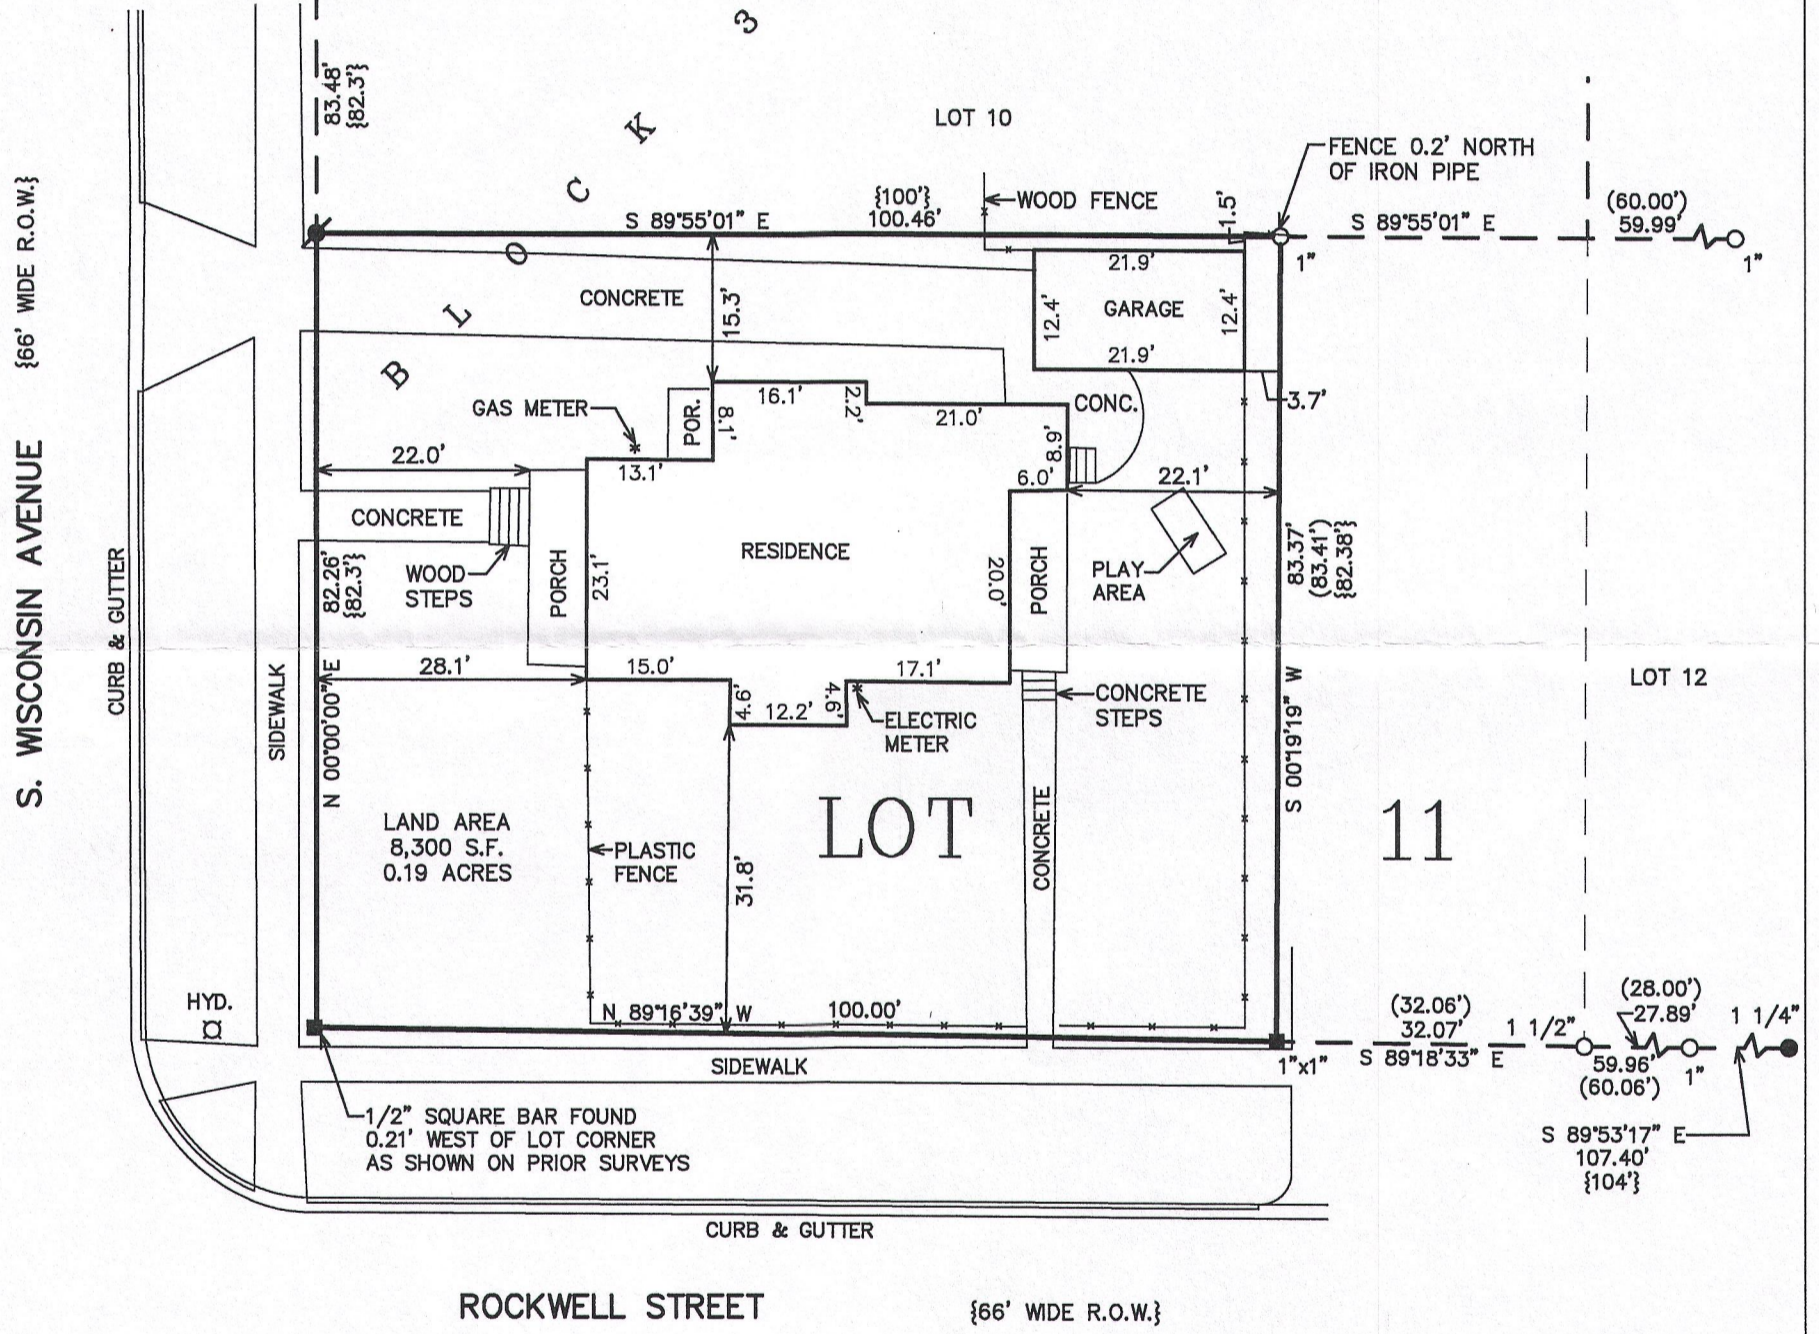 3
83.48'
{82.3'}
K
LOT 10
C
FENCE 0.2' NORTH
OF IRON PIPE
{100'}
S 89°55'01" E 100.46'
WOOD FENCE
1.5'
S 89°55'01" E
(60.00')
59.99'
1"
1"
O
CONCRETE
15.3'
21.9'
12.4'
GARAGE
12.4'
21.9'
L
B
GAS METER
POR.
16.1'
8.1'
2.2'
21.0'
CONC.
3.7'
22.0'
13.1'
8.9'
6.0'
22.1'
CONCRETE
WOOD
STEPS
PORCH
23.1'
RESIDENCE
20.0'
PORCH
PLAY
AREA
83.37'
(83.41')
{82.38'}
82.26'
{82.3'}
S. WISCONISIN AVENUE {66' WIDE R.O.W.}
CURB & GUTTER
SIDEWALK
N 00°00'00" E
28.1'
15.0'
4.6'
12.2'
4.6'
17.1'
ELECTRIC
METER
CONCRETE
STEPS
LOT 12
S 00°19'19" W
LAND AREA
8,300 S.F.
0.19 ACRES
PLASTIC
FENCE
31.8'
LOT 11
CONCRETE
HYD.
N 89°16'39" W 100.00'
SIDEWALK
1"x1"
(32.06')
32.07'
S 89°18'33" E
1 1/2"
(28.00')
27.89'
59.96'
(60.06')
1"
1 1/4"
S 89°53'17" E
107.40'
{104'}
1/2" SQUARE BAR FOUND
0.21' WEST OF LOT CORNER
AS SHOWN ON PRIOR SURVEYS
CURB & GUTTER
ROCKWELL STREET {66' WIDE R.O.W.}